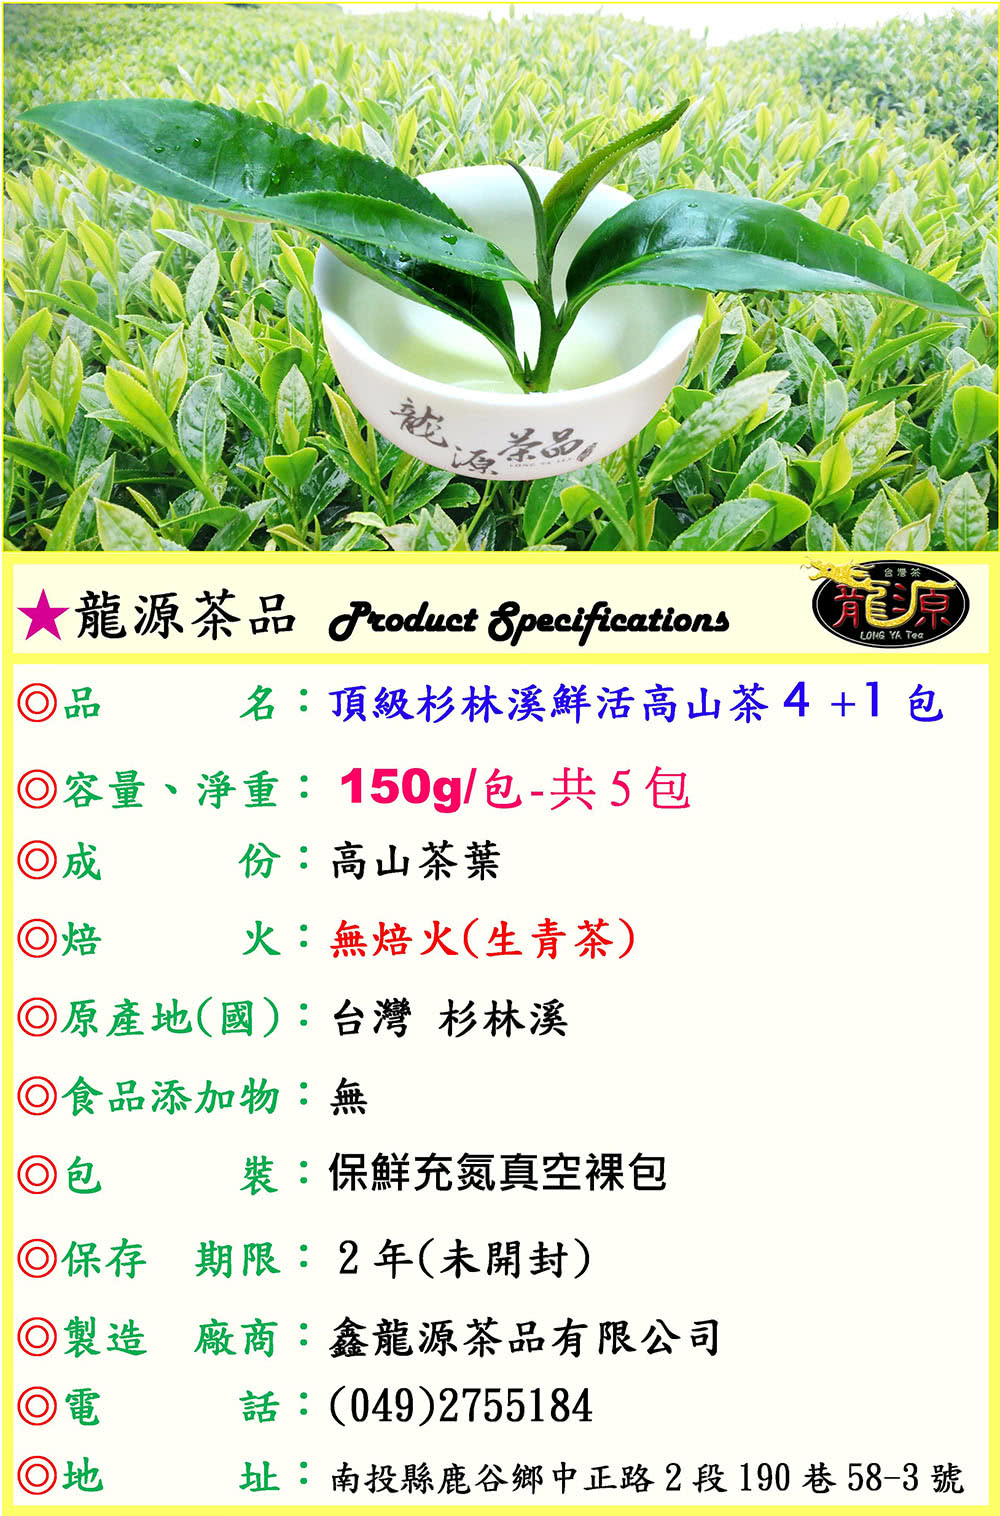 龍源茶品
LONG YA TEA
★龍源茶品 Product Specifications
台灣茶
龍源
LONG YA Tea
◎品名：頂級杉林溪鮮活高山茶4+1包
◎容量、淨重：150g/包-共5包
◎成份：高山茶葉
◎焙火：無焙火(生青茶)
◎原產地(國)：台灣 杉林溪
◎食品添加物：無
◎包裝：保鮮充氮真空裸包
◎保存期限：2年(未開封)
◎製造廠商：鑫龍源茶品有限公司
◎電話：(049)2755184
◎地址：南投縣鹿谷鄉中正路2段190巷58-3號